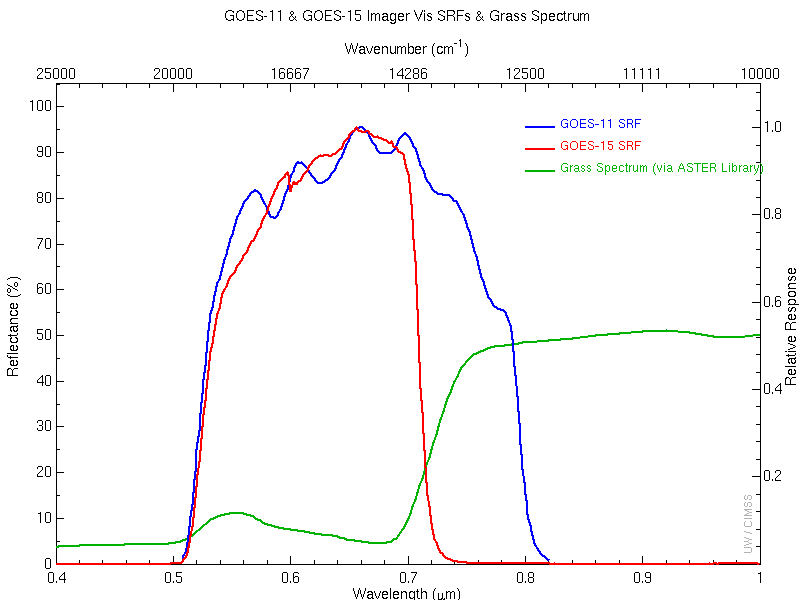 GOES-11 & GOES-15 Imager Vis SRFs & Grass Spectrum
Wavenumber (cm-1)
25000 20000 16667 14286 12500 11111 10000
100
90
80
70
60
50
40
30
20
10
0
Reflectance (%)
GOES-11 SRF
GOES-15 SRF
Grass Spectrum (via ASTER Library)
1.0
0.8
0.6
0.4
0.2
Relative Response
UW / CIMSS
0.4 0.5 0.6 0.7 0.8 0.9 1
Wavelength (μm)